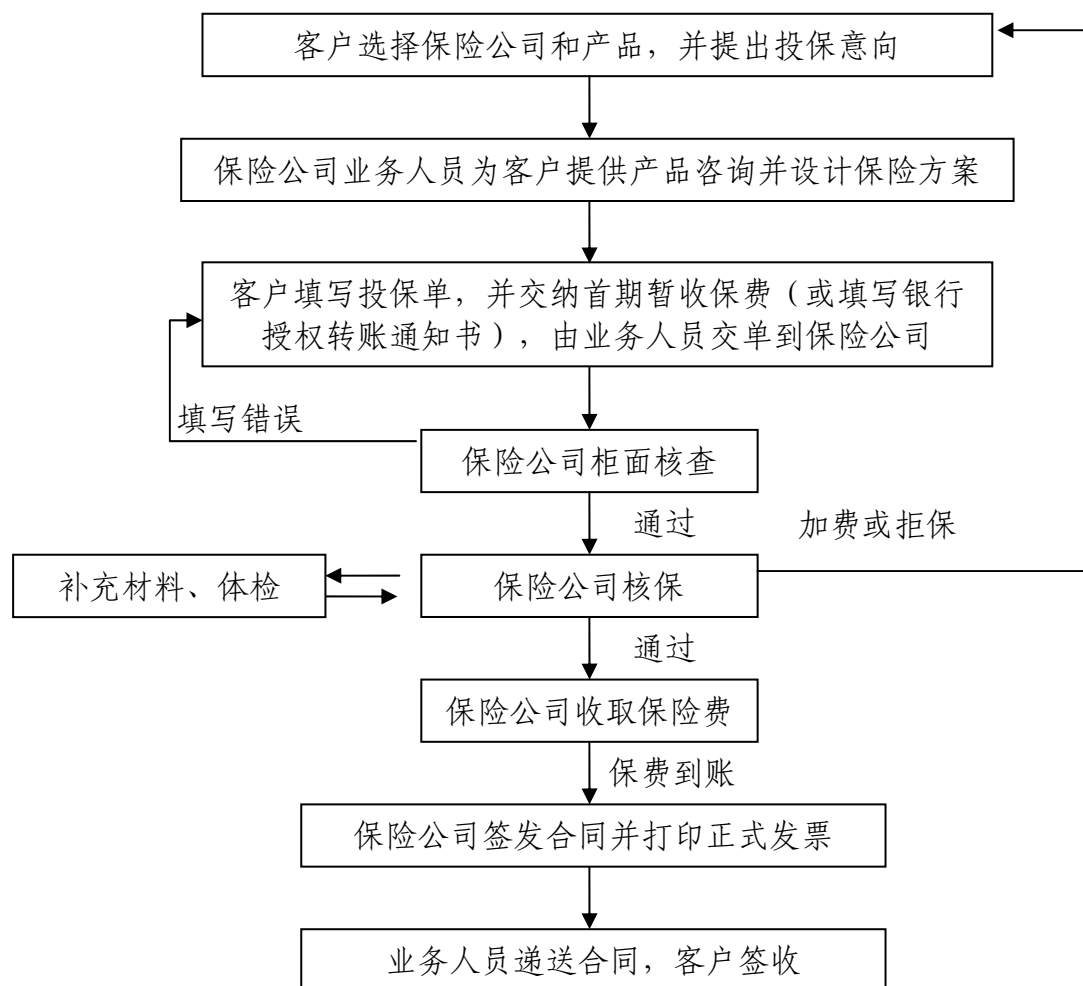 客户选择保险公司和产品，并提出投保意向
保险公司业务人员为客户提供产品咨询并设计保险方案
客户填写投保单，并交纳首期暂收保费（或填写银行
授权转账通知书），由业务人员交单到保险公司
填写错误
保险公司柜面核查
通过
加费或拒保
补充材料、体检
保险公司核保
通过
保险公司收取保险费
保费到账
保险公司签发合同并打印正式发票
业务人员递送合同，客户签收